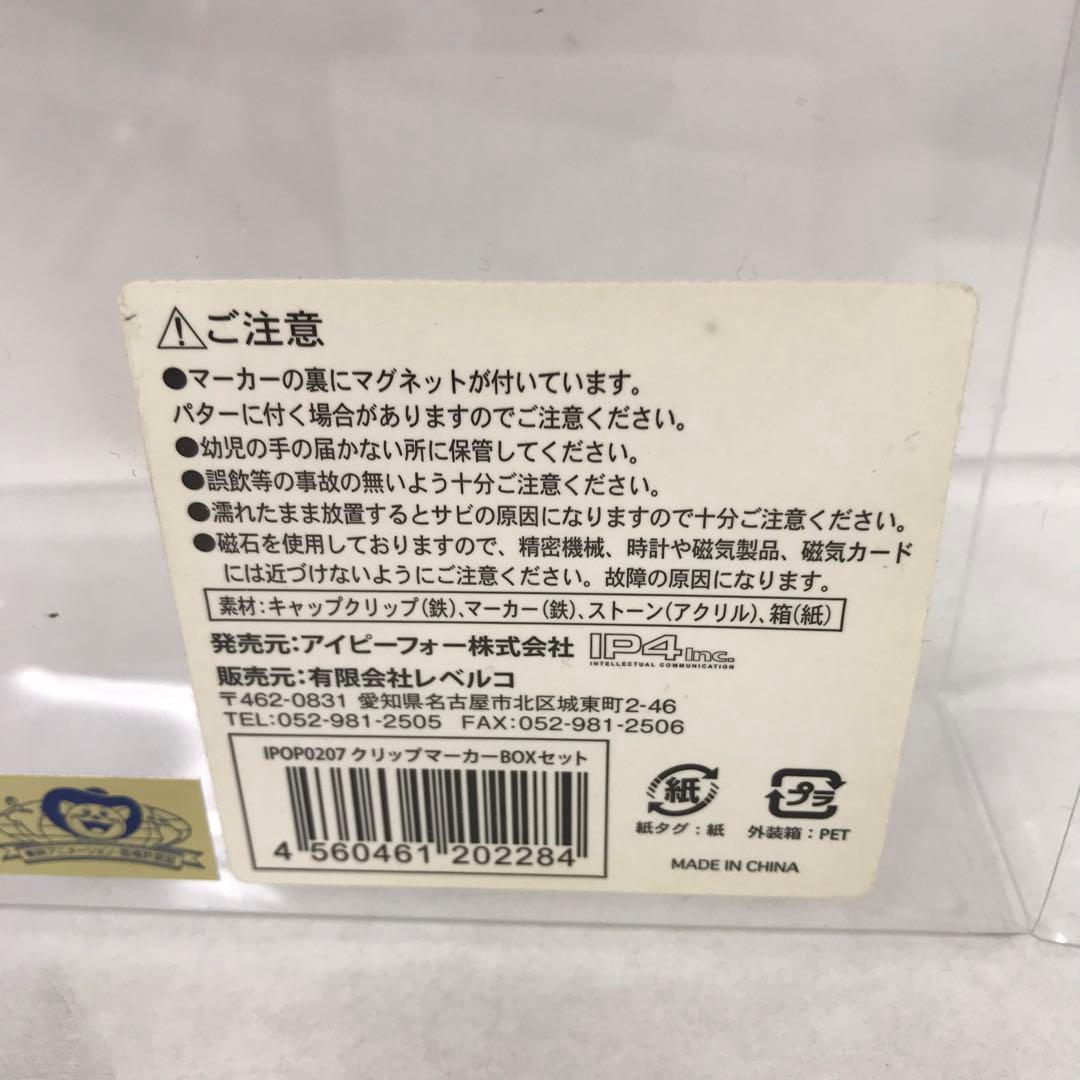 ご注意
●マーカーの裏にマグネットが付いています。
パターに付く場合がありますのでご注意ください。
●幼児の手の届かない所に保管してください。
●誤飲等の事故の無いよう十分ご注意ください。
●濡れたまま放置するとサビの原因になりますので十分ご注意ください。
●磁石を使用しておりますので、精密機械、時計や磁気製品、磁気カード
には近づけないようにご注意ください。故障の原因になります。
素材：キャップクリップ(鉄)、マーカー(鉄)、ストーン(アクリル)、箱(紙)
発売元：アイピーフォー株式会社 IP4 Inc.
INTELLECTUAL COMMUNICATION
販売元：有限会社レベルコ
〒462-0831 愛知県名古屋市北区城東町2-46
TEL:052-981-2505 FAX:052-981-2506
IPOP0207 クリップマーカーBOXセット
4 560461 202284
紙
紙タグ：紙
プラ
外装箱：PET
MADE IN CHINA